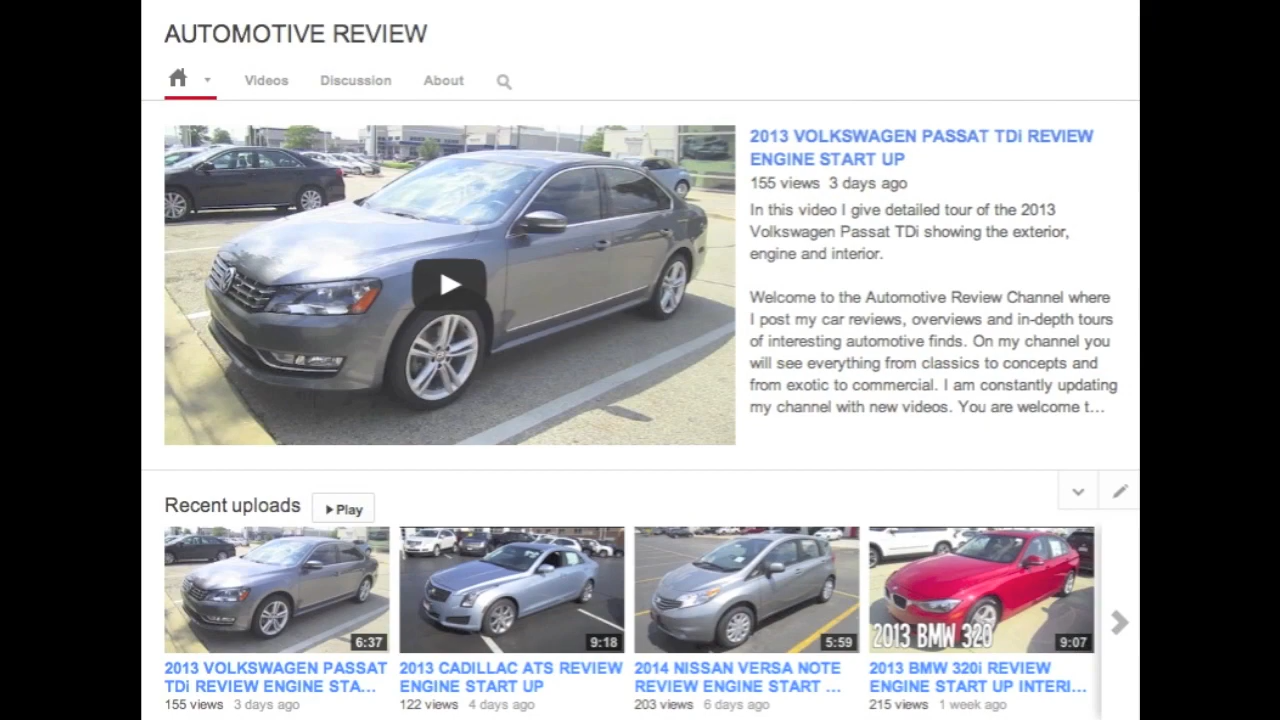 AUTOMOTIVE REVIEW
Videos Discussion About
2013 VOLKSWAGEN PASSAT TDi REVIEW
ENGINE START UP
155 views 3 days ago
In this video I give detailed tour of the 2013
Volkswagen Passat TDi showing the exterior,
engine and interior.
Welcome to the Automotive Review Channel where
I post my car reviews, overviews and in-depth tours
of interesting automotive finds. On my channel you
will see everything from classics to concepts and
from exotic to commercial. I am constantly updating
my channel with new videos. You are welcome t...
Recent uploads Play
2013 BMW 320
6:37 9:18 5:59 9:07
2013 VOLKSWAGEN PASSAT
TDi REVIEW ENGINE STA...
155 views 3 days ago
2013 CADILLAC ATS REVIEW
ENGINE START UP
122 views 4 days ago
2014 NISSAN VERSA NOTE
REVIEW ENGINE START ...
203 views 6 days ago
2013 BMW 320i REVIEW
ENGINE START UP INTERI...
215 views 1 week ago